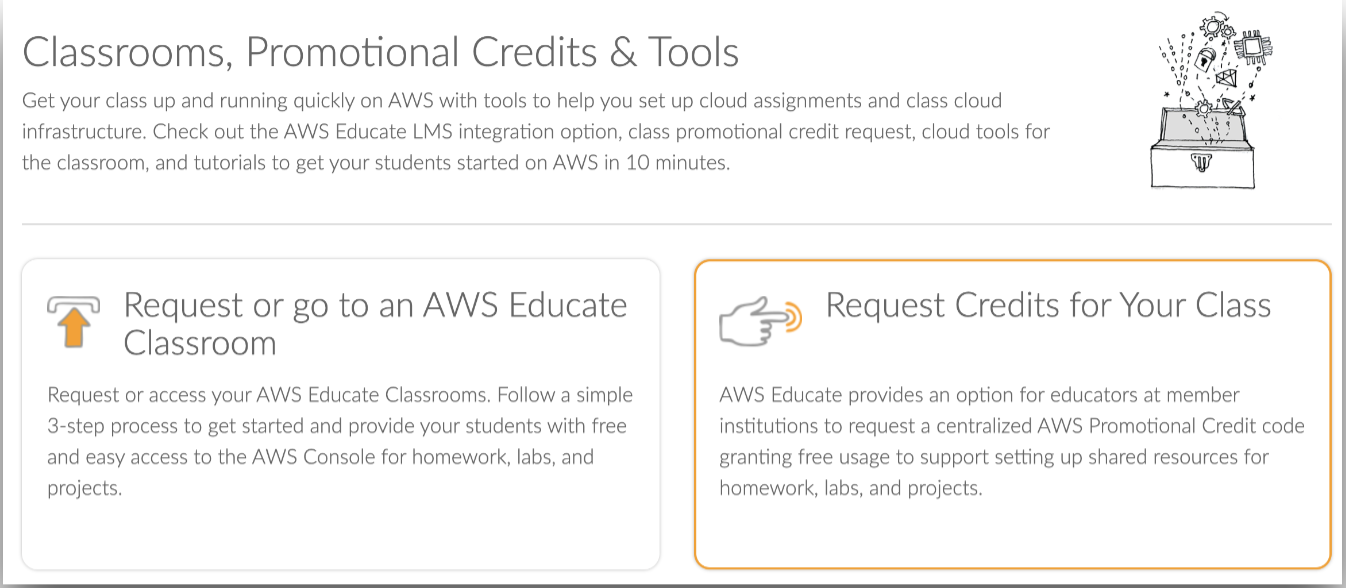 Classrooms, Promotional Credits & Tools
Get your class up and running quickly on AWS with tools to help you set up cloud assignments and class cloud
infrastructure. Check out the AWS Educate LMS integration option, class promotional credit request, cloud tools for
the classroom, and tutorials to get your students started on AWS in 10 minutes.
Request or go to an AWS Educate
Classroom
Request or access your AWS Educate Classrooms. Follow a simple
3-step process to get started and provide your students with free
and easy access to the AWS Console for homework, labs, and
projects.
Request Credits for Your Class
AWS Educate provides an option for educators at member
institutions to request a centralized AWS Promotional Credit code
granting free usage to support setting up shared resources for
homework, labs, and projects.